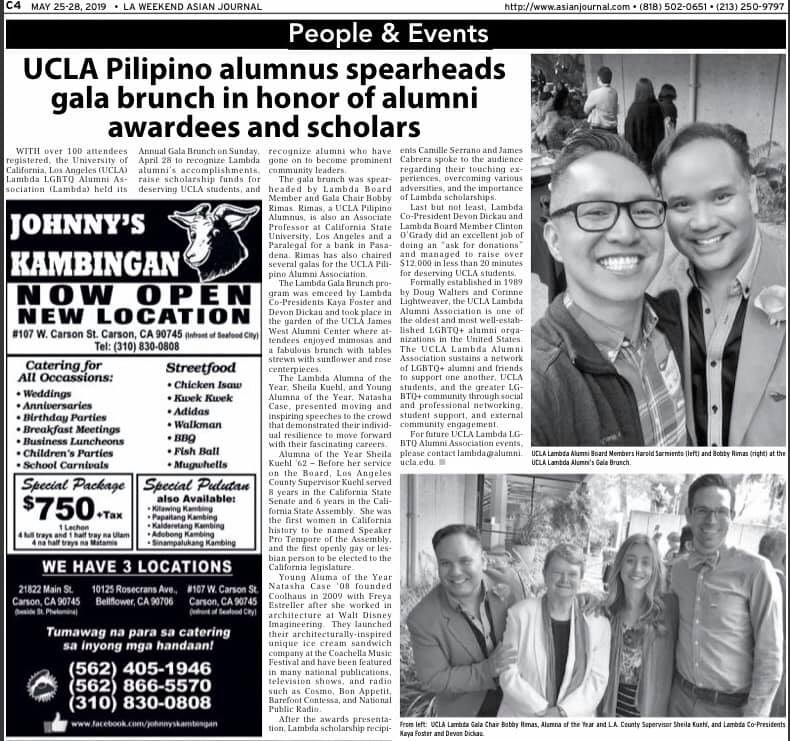 C4 MAY 25-28, 2019 • LA WEEKEND ASIAN JOURNAL
http://www.asianjournal.com • (818) 502-0651 • (213) 250-9797
People & Events
UCLA Pilipino alumnus spearheads
gala brunch in honor of alumni
awardees and scholars
WITH over 100 attendees
registered, the University of
California, Los Angeles (UCLA)
Lambda LGBTQ Alumni As-
sociation (Lambda) held its
Annual Gala Brunch on Sunday,
April 28 to recognize Lambda
alumni's accomplishments,
raise scholarship funds for
deserving UCLA students, and
recognize alumni who have
gone on to become prominent
community leaders.
The gala brunch was spear-
headed by Lambda Board
Member and Gala Chair Bobby
Rimas. Rimas, a UCLA Pilipino
Alumnus, is also an Associate
Professor at California State
University, Los Angeles and a
Paralegal for a bank in Pasa-
dena. Rimas has also chaired
several galas for the UCLA Pili-
pino Alumni Association.
The Lambda Gala Brunch pro-
gram was emceed by Lambda
Co-Presidents Kaya Foster and
Devon Dickau and took place in
the garden of the UCLA James
West Alumni Center where at-
tendees enjoyed mimosas and
a fabulous brunch with tables
strewn with sunflower and rose
centerpieces.
The Lambda Alumna of the
Year, Sheila Kuehl, and Young
Alumna of the Year, Natasha
Case, presented moving and
inspiring speeches to the crowd
that demonstrated their individ-
ual resilience to move forward
with their fascinating careers.
Alumna of the Year Sheila
Kuehl '62 – Before her service
on the Board, Los Angeles
County Supervisor Kuehl served
8 years in the California State
Senate and 6 years in the Cali-
fornia State Assembly. She was
the first women in California
history to be named Speaker
Pro Tempore of the Assembly,
and the first openly gay or les-
bian person to be elected to the
California legislature.
Young Aluma of the Year
Natasha Case '08 founded
Coolhaus in 2009 with Freya
Estreller after she worked in
architecture at Walt Disney
Imagineering. They launched
their architecturally-inspired
unique ice cream sandwich
company at the Coachella Music
Festival and have been featured
in many national publications,
television shows, and radio
such as Cosmo, Bon Appetit,
Barefoot Contessa, and National
Public Radio.
After the awards presenta-
tion, Lambda scholarship recipi-
ents Camille Serrano and James
Cabrera spoke to the audience
regarding their touching ex-
periences, overcoming various
adversities, and the importance
of Lambda scholarships.
Last but not least, Lambda
Co-President Devon Dickau and
Lambda Board Member Clinton
O'Grady did an excellent job of
doing an "ask for donations"
and managed to raise over
$12,000 in less than 20 minutes
for deserving UCLA students.
Formally established in 1989
by Doug Walters and Corinne
Lightweaver, the UCLA Lambda
Alumni Association is one of
the oldest and most well-estab-
lished LGBTQ+ alumni orga-
nizations in the United States.
The UCLA Lambda Alumni
Association sustains a network
of LGBTQ+ alumni and friends
to support one another, UCLA
students, and the greater LG-
BTQ+ community through social
and professional networking,
student support, and external
community engagement.
For future UCLA Lambda LG-
BTQ Alumni Association events,
please contact lambda@alumni.
ucla.edu.
JOHNNY'S
KAMBINGAN
NOW OPEN
NEW LOCATION
#107 W. Carson St. Carson, CA 90745 (Infront of Seafood City)
Tel: (310) 830-0808
Catering for
All Occassions:
• Weddings
• Anniversaries
• Birthday Parties
• Breakfast Meetings
• Business Luncheons
• Children's Parties
• School Carnivals
Streetfood
• Chicken Isaw
• Kwek Kwek
• Adidas
• Walkman
• BBQ
• Fish Ball
• Mugwhells
Special Package
$750 +Tax
1 Lechon
4 full trays and 1 half tray na Ulam
4 na half trays na Matamis
Special Pulutan
also Available:
• Kilawing Kambing
• Papaitang Kambing
• Kalderetang Kambing
• Adobong Kambing
• Sinampalukang Kambing
WE HAVE 3 LOCATIONS
21822 Main St.
Carson, CA 90745
(beside St. Philomina)
10125 Rosecrans Ave.,
Bellflower, CA 90706
#107 W. Carson St.
Carson, CA 90745
(Infront of Seafood City)
Tumawag na para sa catering
sa inyong mga handaan!
(562) 405-1946
(562) 866-5570
(310) 830-0808
www.facebook.com/johnnyskambingan
UCLA Lambda Alumni Board Members Harold Sarmiento (left) and Bobby Rimas (right) at the
UCLA Lambda Alumni's Gala Brunch.
From left: UCLA Lambda Gala Chair Bobby Rimas, Alumna of the Year and L.A. County Supervisor Sheila Kuehl, and Lambda Co-Presidents
Kaya Foster and Devon Dickau.